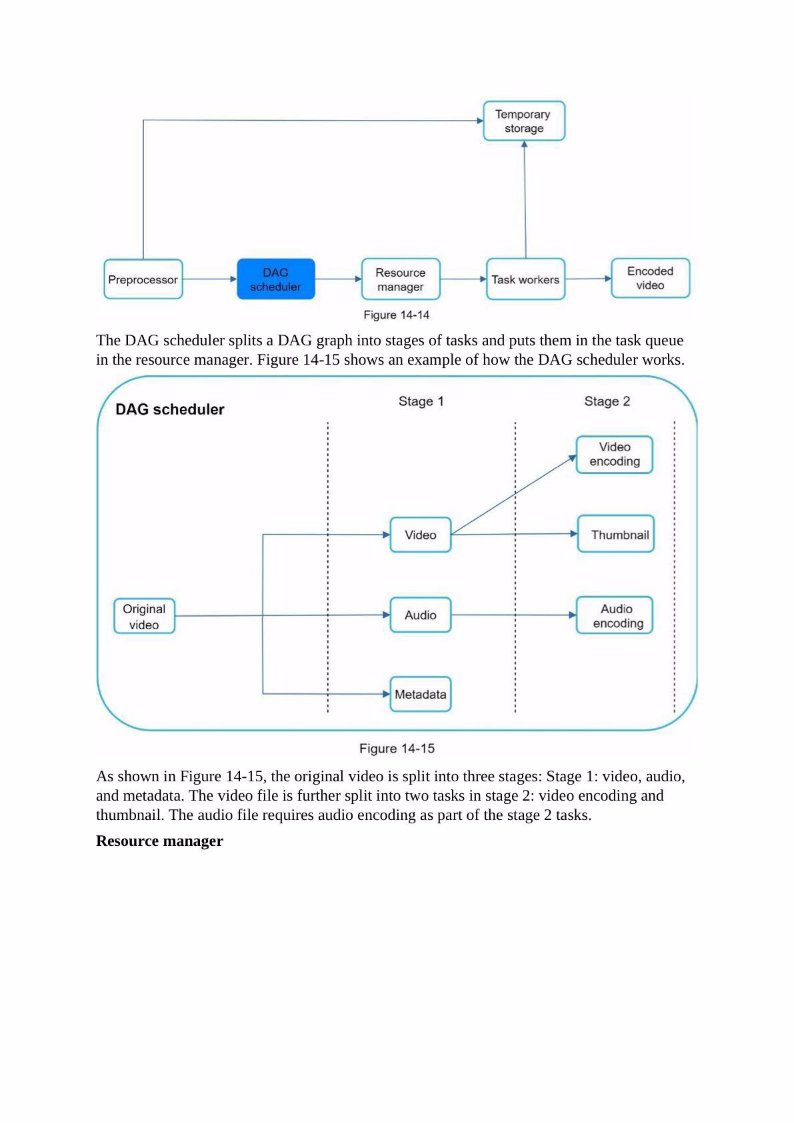 Temporary
storage
Preprocessor
DAG
scheduler
Resource
manager
Task workers
Encoded
video
Figure 14-14
The DAG scheduler splits a DAG graph into stages of tasks and puts them in the task queue
in the resource manager. Figure 14-15 shows an example of how the DAG scheduler works.
DAG scheduler
Stage 1
Stage 2
Video
encoding
Video
Thumbnail
Original
video
Audio
Audio
encoding
Metadata
Figure 14-15
As shown in Figure 14-15, the original video is split into three stages: Stage 1: video, audio,
and metadata. The video file is further split into two tasks in stage 2: video encoding and
thumbnail. The audio file requires audio encoding as part of the stage 2 tasks.
Resource manager